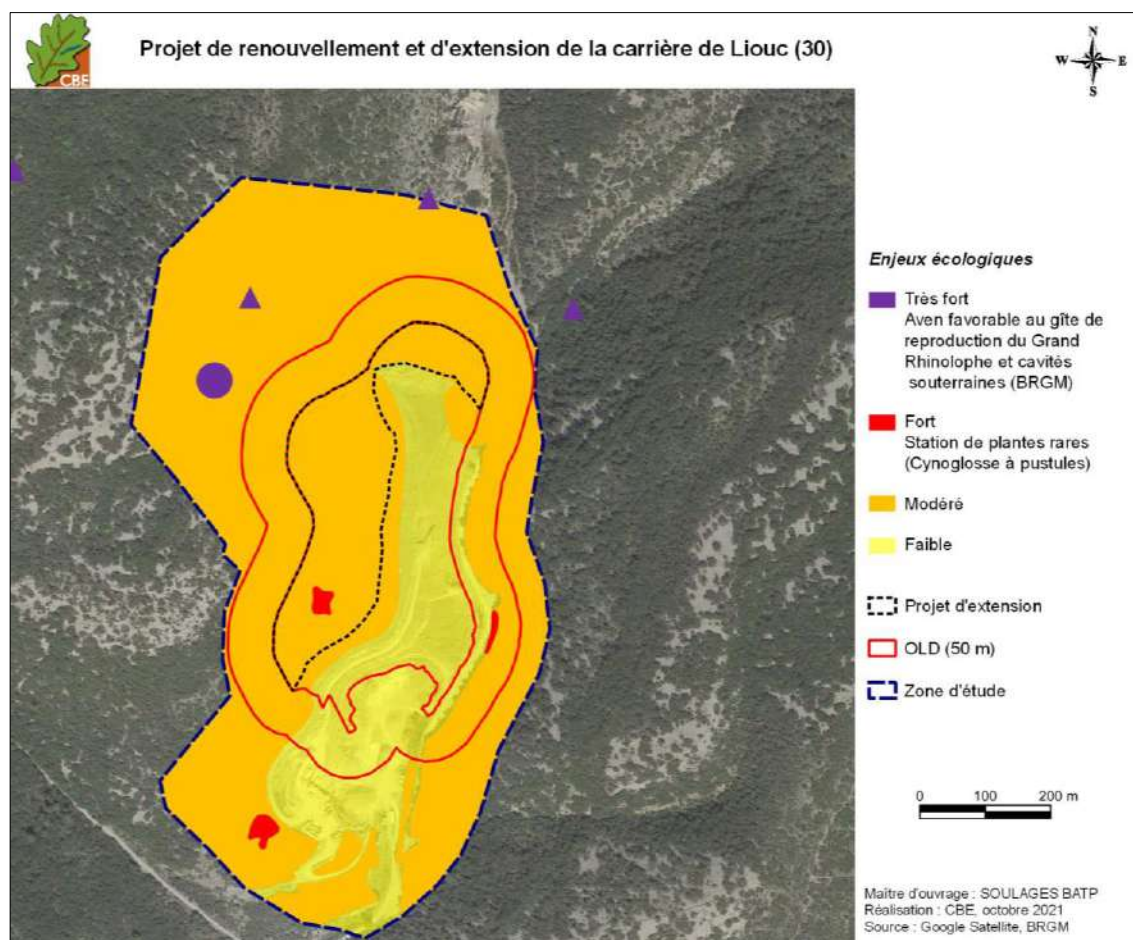 CBE
Projet de renouvellement et d'extension de la carrière de Liouc (30)
N
W E
S
Enjeux écologiques
Très fort
Aven favorable au gîte de
reproduction du Grand
Rhinolophe et cavités
souterraines (BRGM)
Fort
Station de plantes rares
(Cynoglosse à pustules)
Modéré
Faible
Projet d'extension
OLD (50 m)
Zone d'étude
0 100 200 m
Maître d'ouvrage : SOULAGES BATP
Réalisation : CBE, octobre 2021
Source : Google Satellite, BRGM